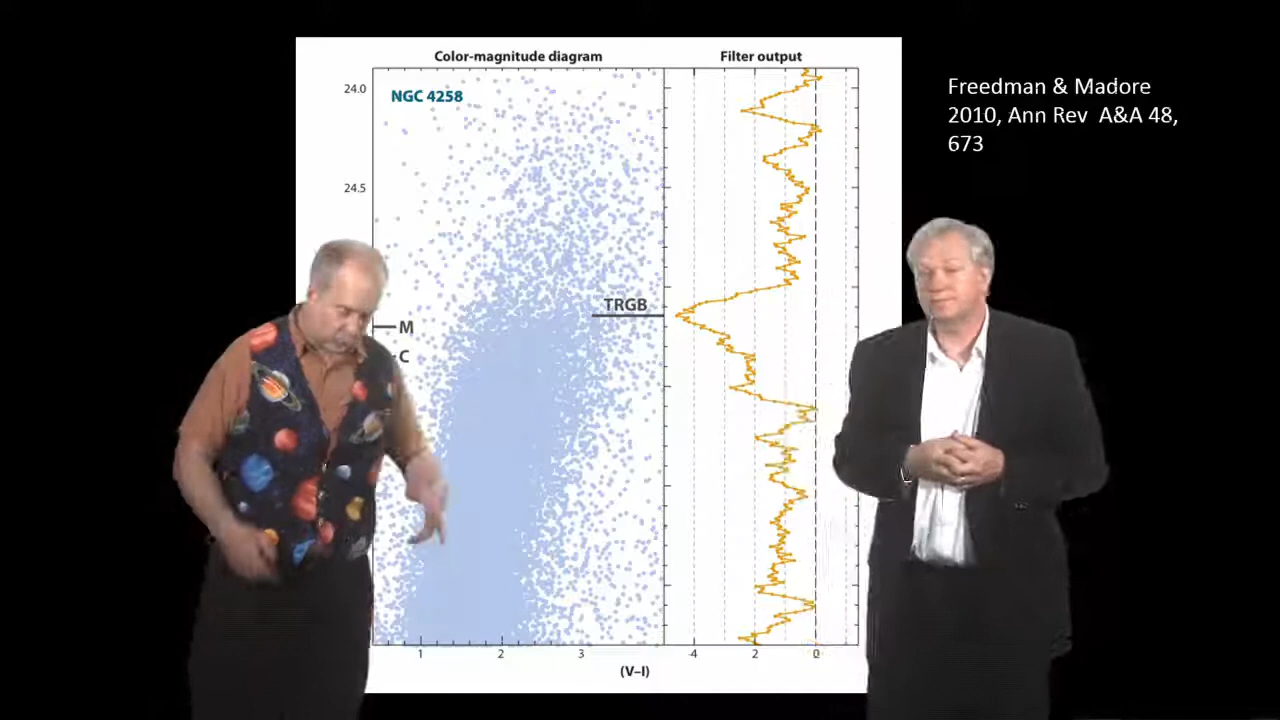 Color-magnitude diagram
Filter output
NGC 4258
24.0
24.5
TRGB
M
C
1 2 3
(V–I)
4 2 0
Freedman & Madore
2010, Ann Rev A&A 48,
673